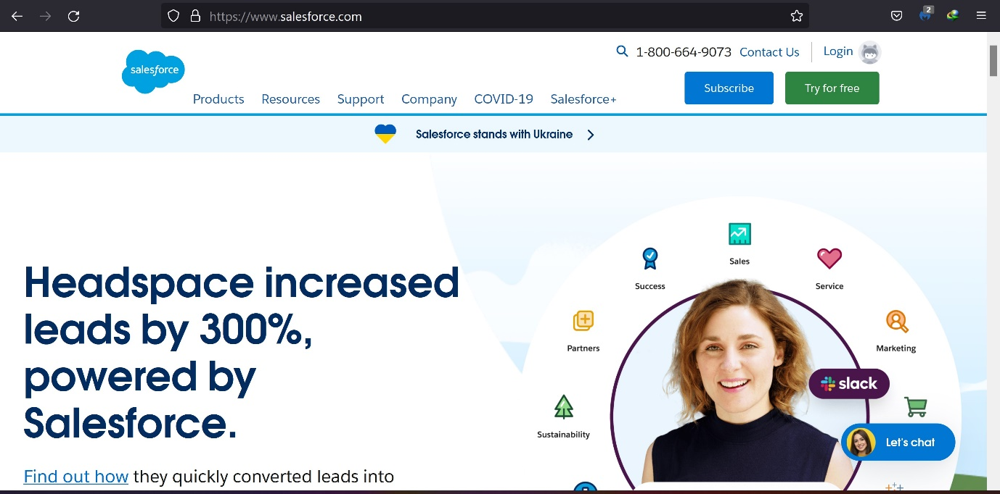 2
https://www.salesforce.com
1-800-664-9073 Contact Us Login
salesforce
Subscribe Try for free
Products Resources Support Company COVID-19 Salesforce+
Salesforce stands with Ukraine
Sales
Success
Service
Headspace increased
leads by 300%,
powered by
Salesforce.
Partners
Marketing
slack
Sustainability
Let's chat
Find out how they quickly converted leads into